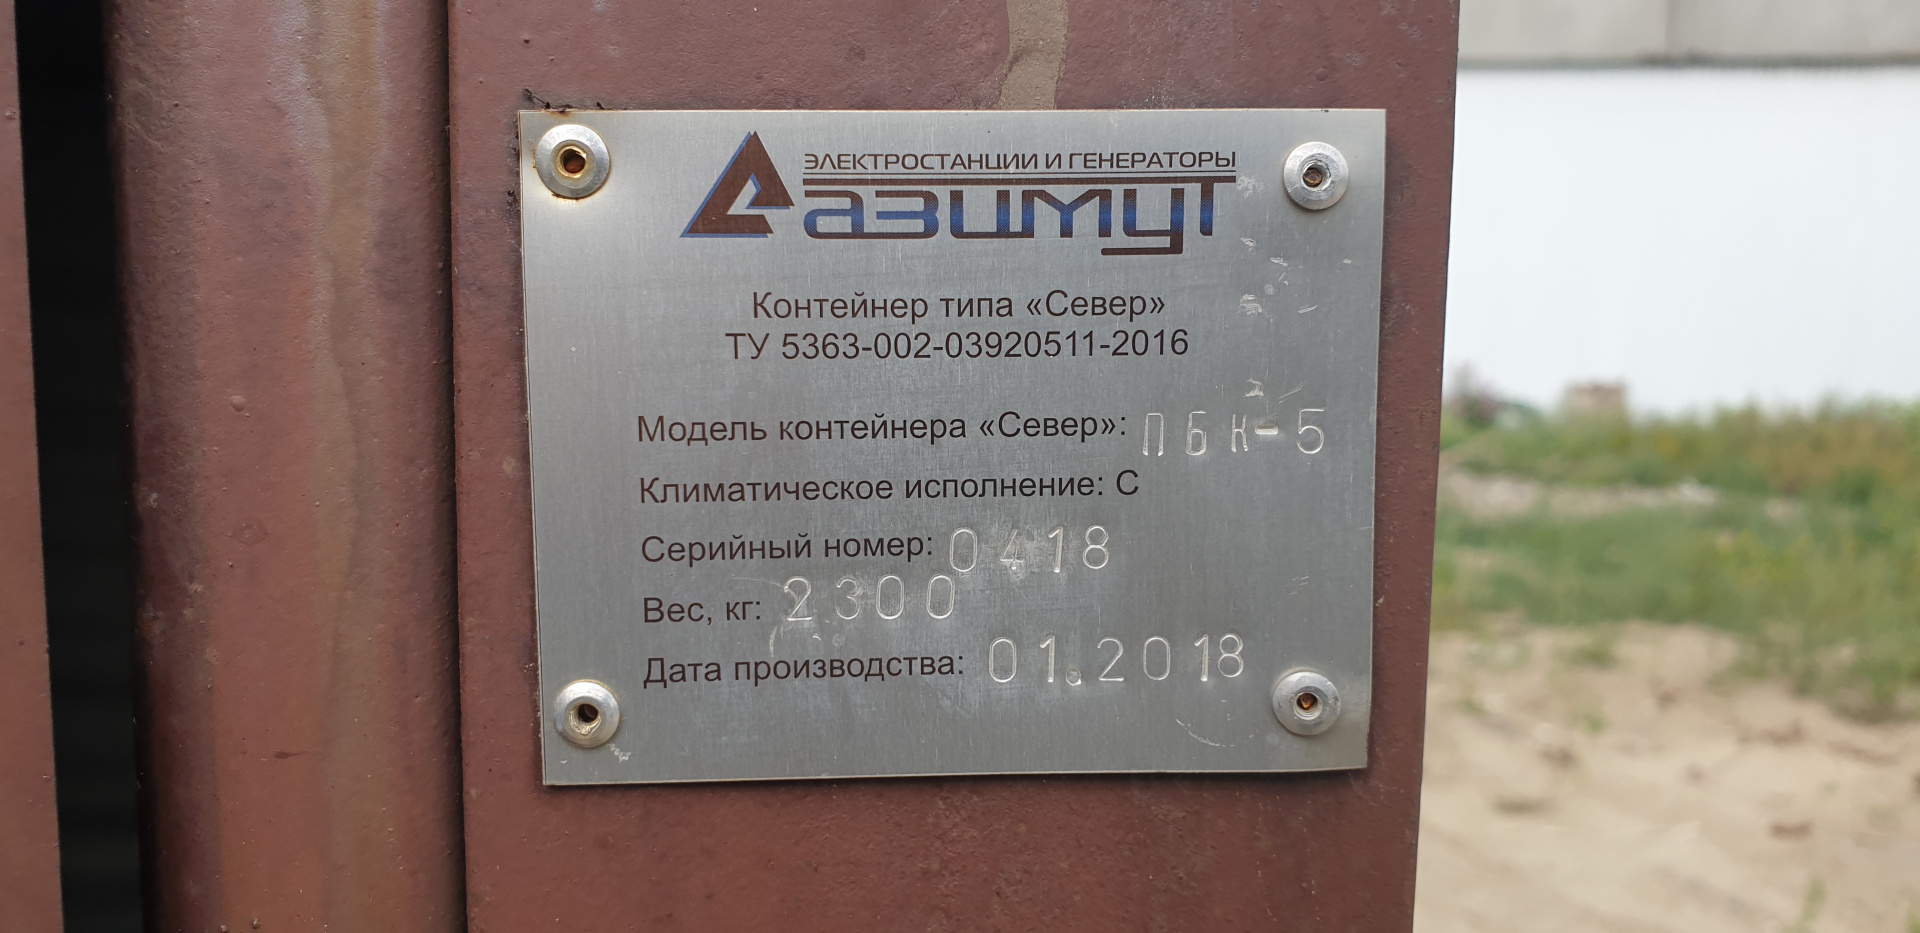 ЭЛЕКТРОСТАНЦИИ И ГЕНЕРАТОРЫ
азимут
Контейнер типа «Север»
ТУ 5363-002-03920511-2016
Модель контейнера «Север»: ПБК-5
Климатическое исполнение: С
Серийный номер: 0418
Вес, кг: 2300
Дата производства: 01.2018